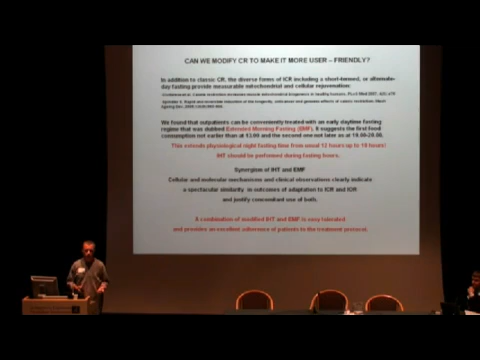 CAN WE MODIFY CR TO MAKE IT MORE USER – FRIENDLY?
In addition to classic CR, the diverse forms of ICR including a short-termed, or alternate-
day fasting provide measurable mitochondrial and cellular rejuvenation:
We found that outpatients can be conveniently treated with an early daytime fasting
regime that was dubbed Extended Morning Fasting (EMF). It suggests the first food
consumption not earlier than at 13.00 and the second one not later as at 19.00-20.00.
This extends physiological night fasting time from usual 12 hours up to 18 hours!
IHT should be performed during fasting hours.
Synergism of IHT and EMF
Cellular and molecular mechanisms and clinical observations clearly indicate
a spectacular similarity in outcomes of adaptation to ICR and ICR
and justify concomitant use of both.
A combination of modified IHT and EMF is easy tolerated
and provides an excellent adherence of patients to the treatment protocol.